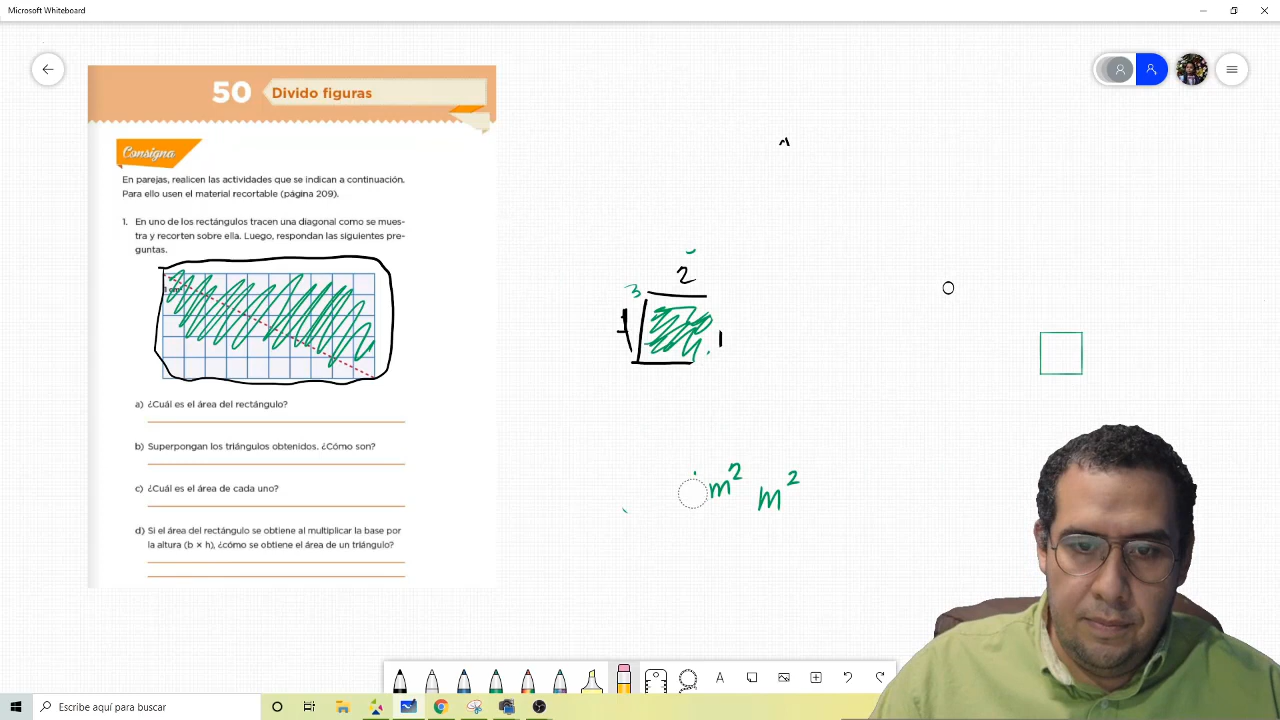 Microsoft Whiteboard
50
Divido figuras
Consigna
En parejas, realicen las actividades que se indican a continuación.
Para ello usen el material recortable (página 209).
1. En uno de los rectángulos tracen una diagonal como se mues-
tra y recorten sobre ella. Luego, respondan las siguientes pre-
guntas.
a) ¿Cuál es el área del rectángulo?
b) Superpongan los triángulos obtenidos. ¿Cómo son?
c) ¿Cuál es el área de cada uno?
d) Si el área del rectángulo se obtiene al multiplicar la base por
la altura (b × h), ¿cómo se obtiene el área de un triángulo?
2
3
1
m² m²
Escribe aquí para buscar